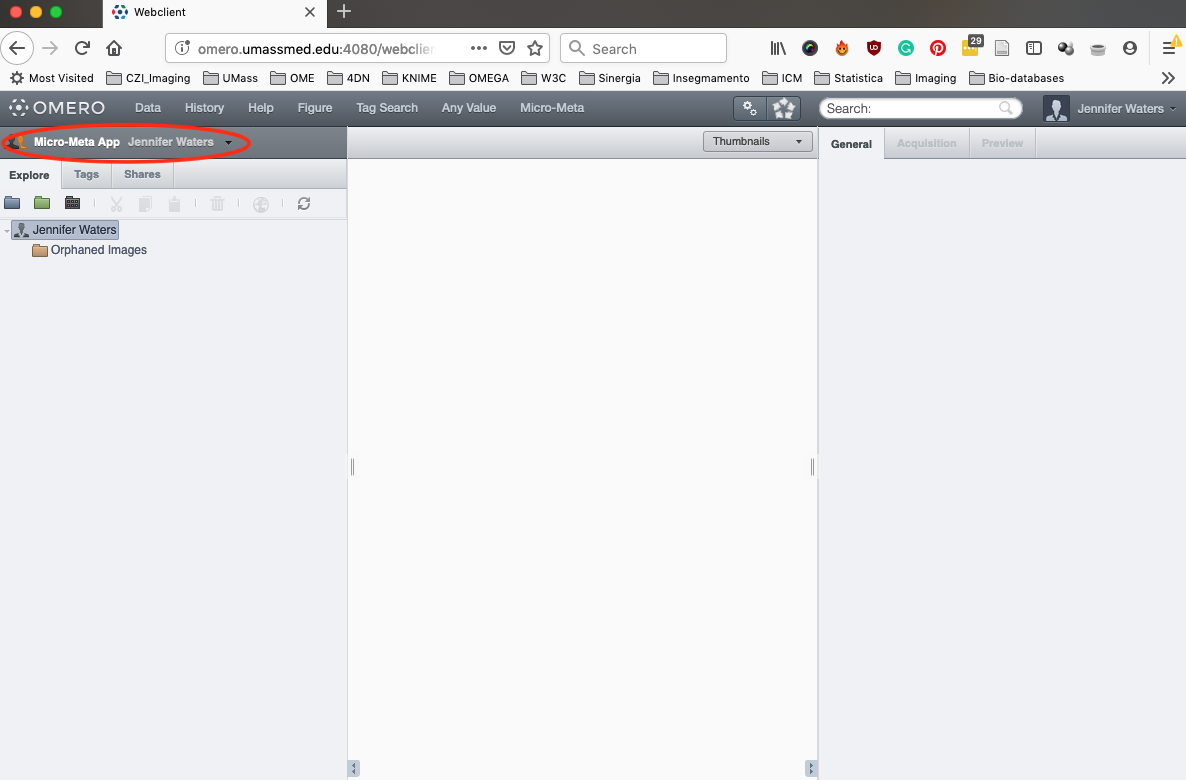 Webclient
omero.umassmed.edu:4080/webclie
Search
29
Most Visited CZI_Imaging UMass OME 4DN KNIME OMEGA W3C Sinergia Insegmamento ICM Statistica Imaging Bio-databases
OMERO Data History Help Figure Tag Search Any Value Micro-Meta Search: Jennifer Waters
Micro-Meta App Jennifer Waters Thumbnails General Acquisition Preview
Explore Tags Shares
Jennifer Waters
Orphaned Images